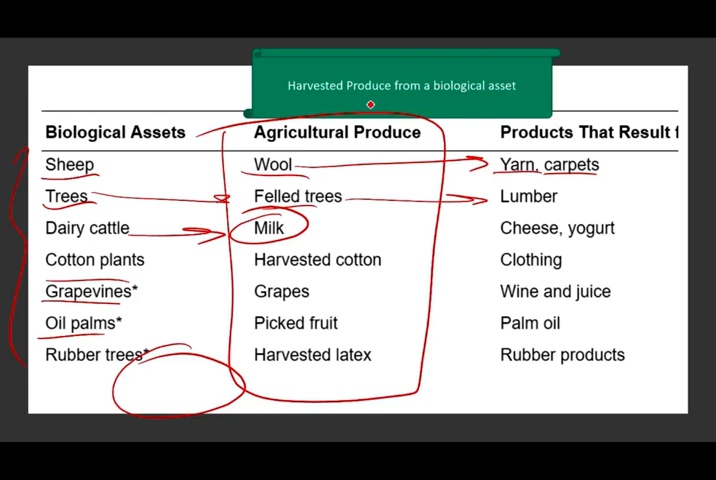 Harvested Produce from a biological asset
Biological Assets Agricultural Produce Products That Result f
Sheep Wool Yarn, carpets
Trees Felled trees Lumber
Dairy cattle Milk Cheese, yogurt
Cotton plants Harvested cotton Clothing
Grapevines* Grapes Wine and juice
Oil palms* Picked fruit Palm oil
Rubber trees* Harvested latex Rubber products